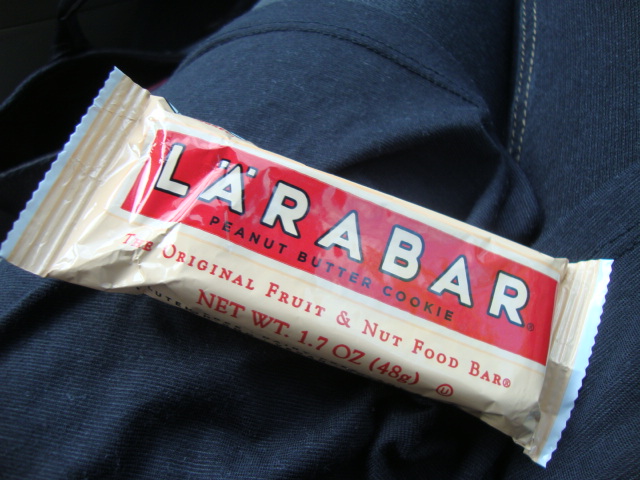 LÄRABAR®
PEANUT BUTTER COOKIE
THE ORIGINAL FRUIT & NUT FOOD BAR®
NET WT. 1.7 OZ (48g) U